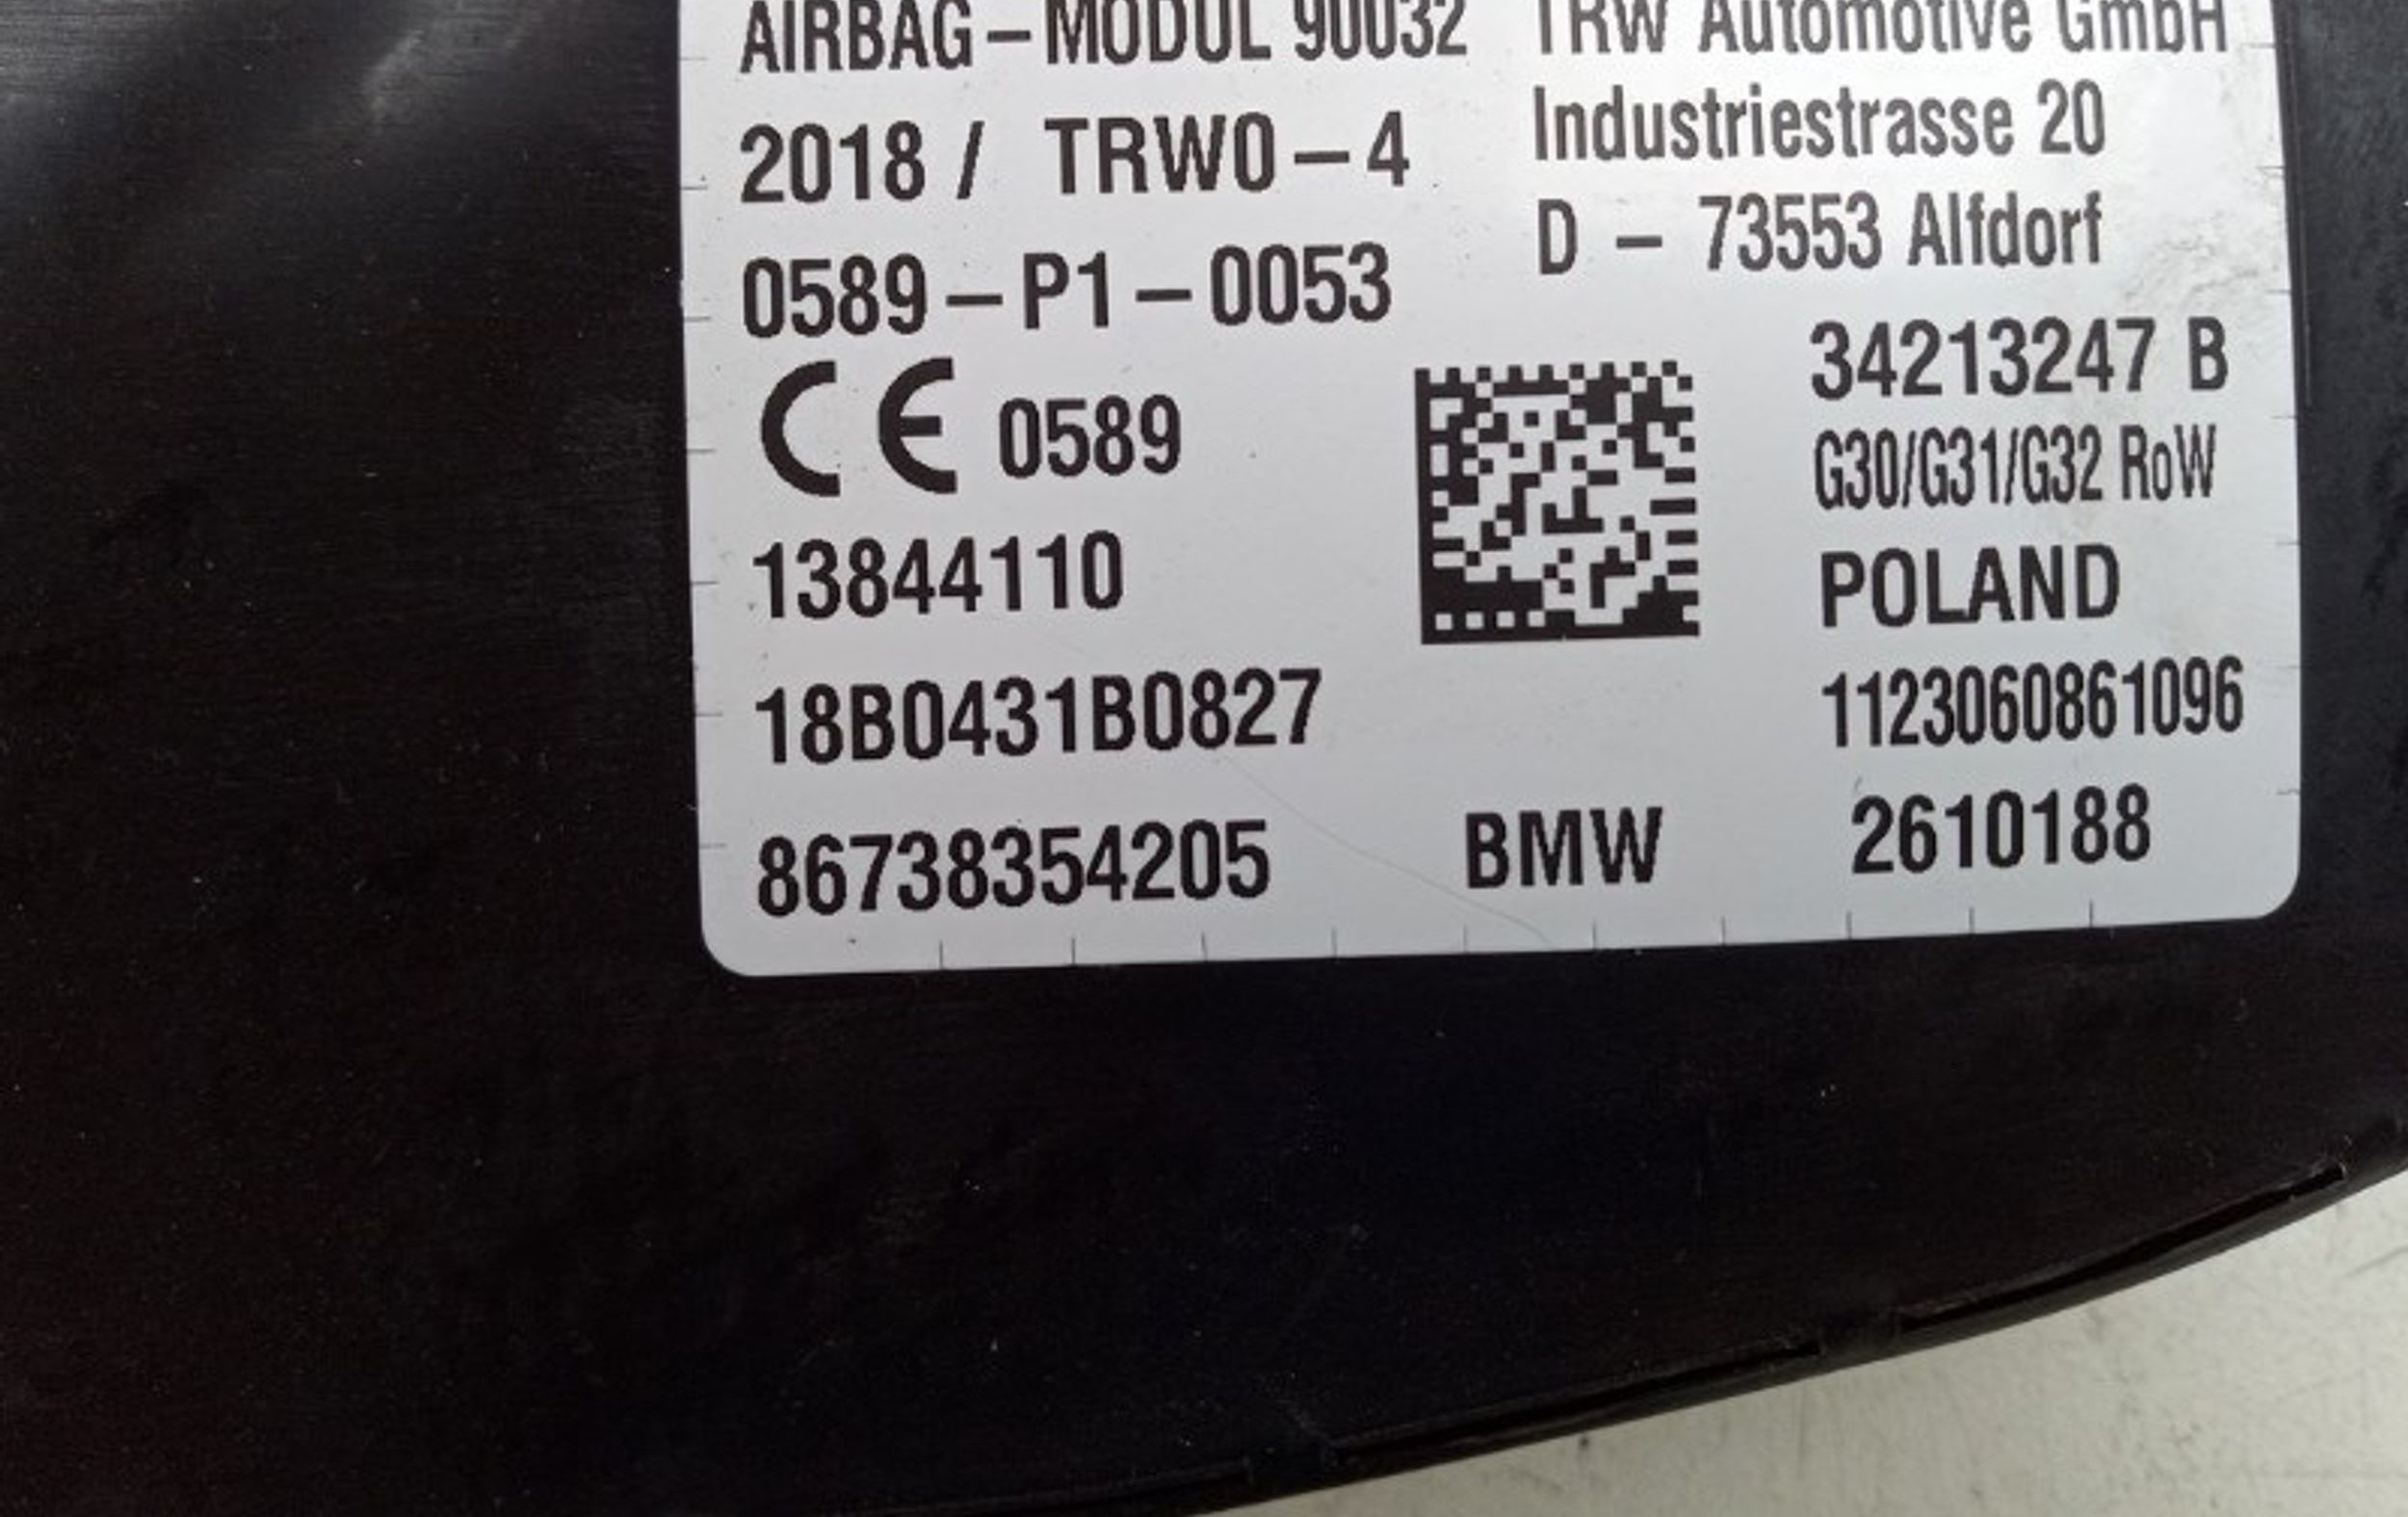 AIRBAG-MODUL 90032
2018 / TRW0-4
0589-P1-0053
CE 0589
13844110
18B0431B0827
86738354205
TRW Automotive GmbH
Industriestrasse 20
D - 73553 Alfdorf
34213247 B
G30/G31/G32 RoW
POLAND
1123060861096
BMW 2610188